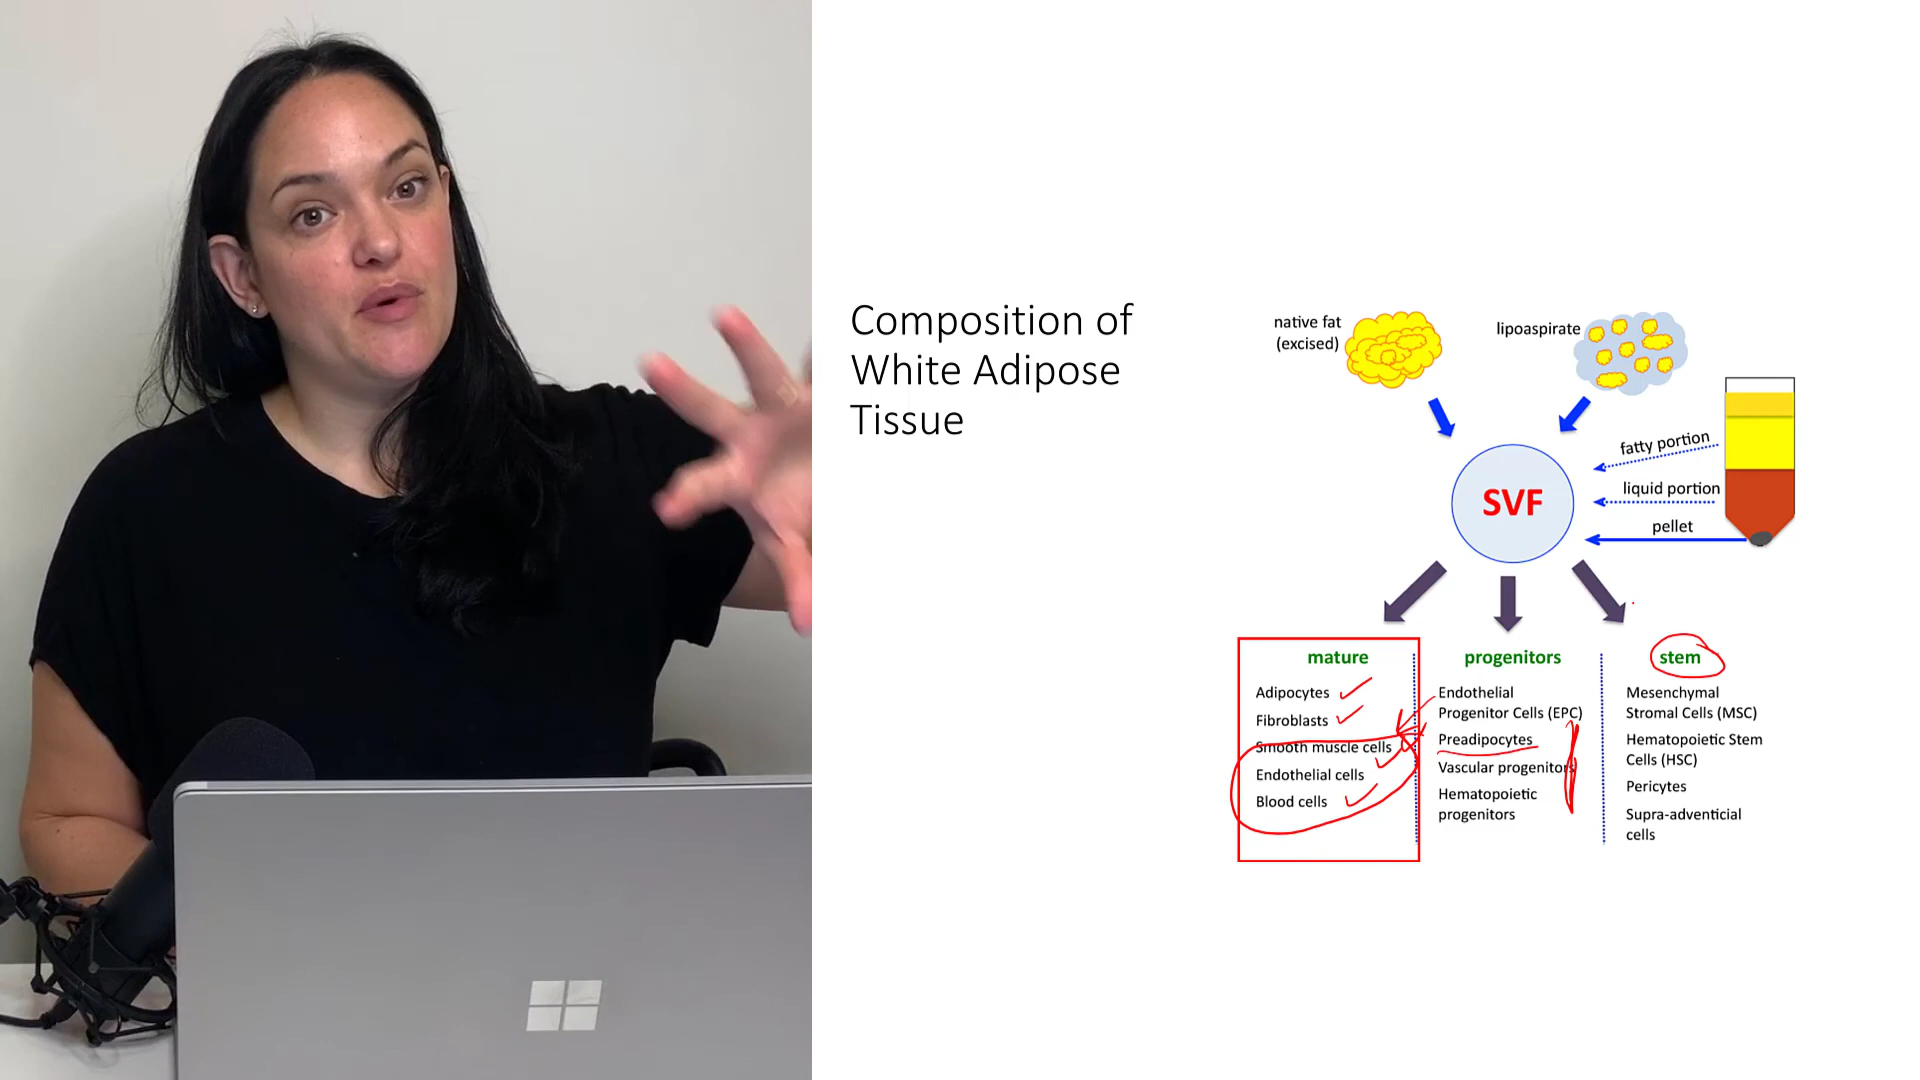 Composition of
White Adipose
Tissue
native fat
(excised)
lipoaspirate
fatty portion
liquid portion
pellet
SVF
mature
Adipocytes
Fibroblasts
Smooth muscle cells
Endothelial cells
Blood cells
progenitors
Endothelial
Progenitor Cells (EPC)
Preadipocytes
Vascular progenitors
Hematopoietic
progenitors
stem
Mesenchymal
Stromal Cells (MSC)
Hematopoietic Stem
Cells (HSC)
Pericytes
Supra-adventicial
cells